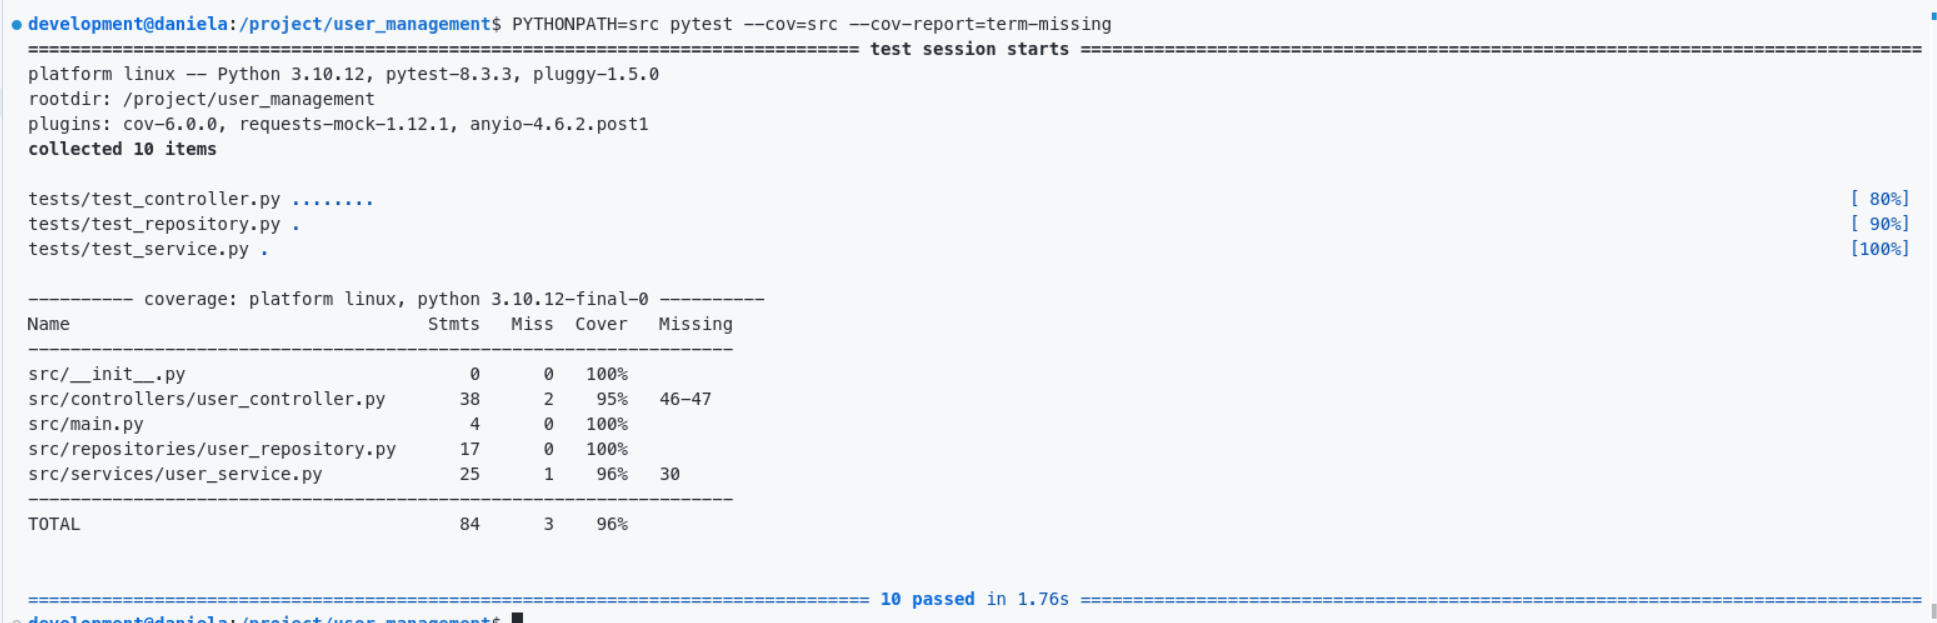 development@daniela:/project/user_management$ PYTHONPATH=src pytest --cov=src --cov-report=term-missing
=============================================================================== test session starts ================================================================================
platform linux -- Python 3.10.12, pytest-8.3.3, pluggy-1.5.0
rootdir: /project/user_management
plugins: cov-6.0.0, requests-mock-1.12.1, anyio-4.6.2.post1
collected 10 items

tests/test_controller.py ........ [ 80%]
tests/test_repository.py . [ 90%]
tests/test_service.py . [100%]

---------- coverage: platform linux, python 3.10.12-final-0 ----------
Name                                  Stmts   Miss  Cover   Missing
-------------------------------------------------------------------
src/__init__.py                           0      0   100%
src/controllers/user_controller.py       38      2    95%   46-47
src/main.py                               4      0   100%
src/repositories/user_repository.py      17      0   100%
src/services/user_service.py             25      1    96%   30
-------------------------------------------------------------------
TOTAL                                    84      3    96%

================================================================================ 10 passed in 1.76s ================================================================================
development@daniela:/project/user_management$